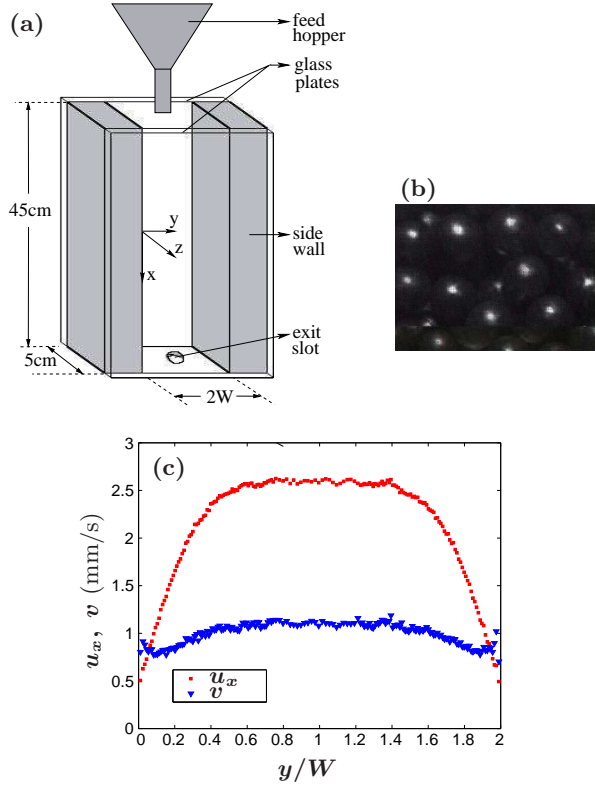 (a)
feed
hopper
glass
plates
45cm
y
z
x
side
wall
exit
slot
5cm
2W
(b)
(c)
3
2.5
2
1.5
1
0.5
0
u_x, v (mm/s)
u_x
v
0 0.2 0.4 0.6 0.8 1 1.2 1.4 1.6 1.8 2
y/W